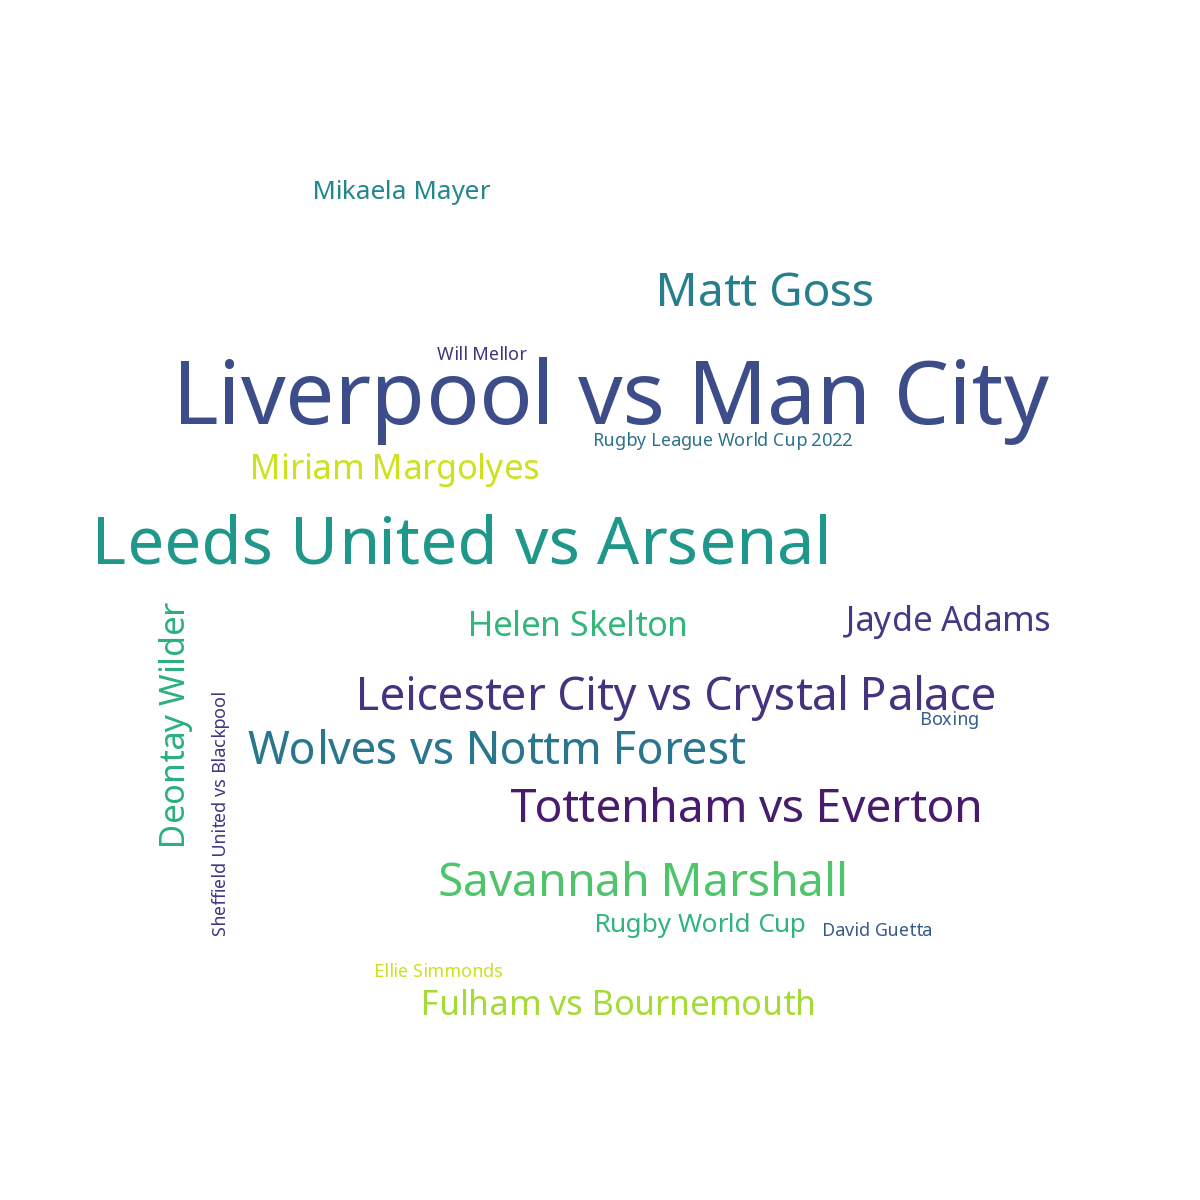 Mikaela Mayer
Matt Goss
Will Mellor
Liverpool vs Man City
Rugby League World Cup 2022
Miriam Margolyes
Leeds United vs Arsenal
Deontay Wilder
Helen Skelton
Jayde Adams
Sheffield United vs Blackpool
Leicester City vs Crystal Palace
Boxing
Wolves vs Nottm Forest
Tottenham vs Everton
Savannah Marshall
Rugby World Cup
David Guetta
Ellie Simmonds
Fulham vs Bournemouth